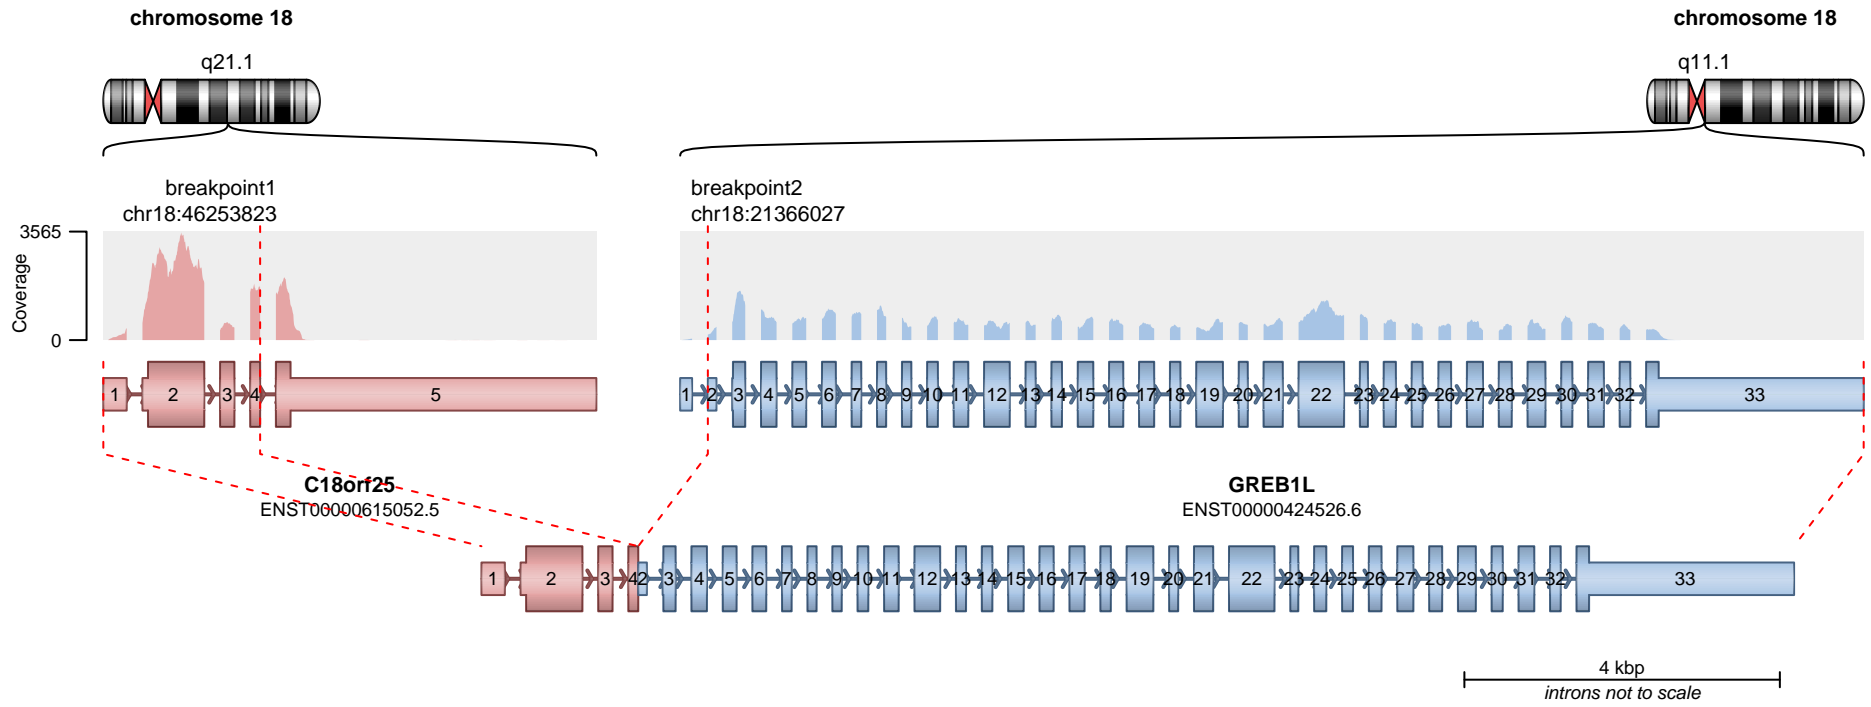 chromosome 18
chromosome 18
q21.1
q11.1
breakpoint1
chr18:46253823
breakpoint2
chr18:21366027
3565
Coverage
0
1 2 3 4 5
1 2 3 4 5 6 7 8 9 10 11 12 13 14 15 16 17 18 19 20 21 22 23 24 25 26 27 28 29 30 31 32 33
C18orf25
ENST00000615052.5
GREB1L
ENST00000424526.6
1 2 3 4 2 3 4 5 6 7 8 9 10 11 12 13 14 15 16 17 18 19 20 21 22 23 24 25 26 27 28 29 30 31 32 33
4 kbp
introns not to scale